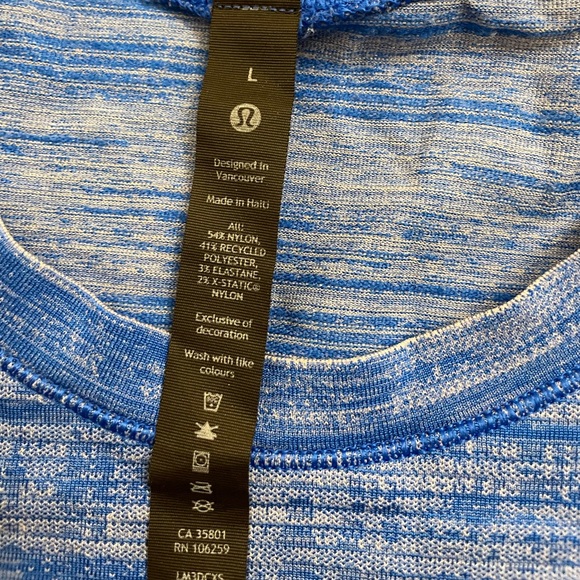 L
Designed in
Vancouver
Made in Haiti
All:
54% NYLON,
41% RECYCLED
POLYESTER,
3% ELASTANE,
2% X-STATIC®
NYLON
Exclusive of
decoration
Wash with like
colours
CA 35801
RN 106259
LM3DCXS